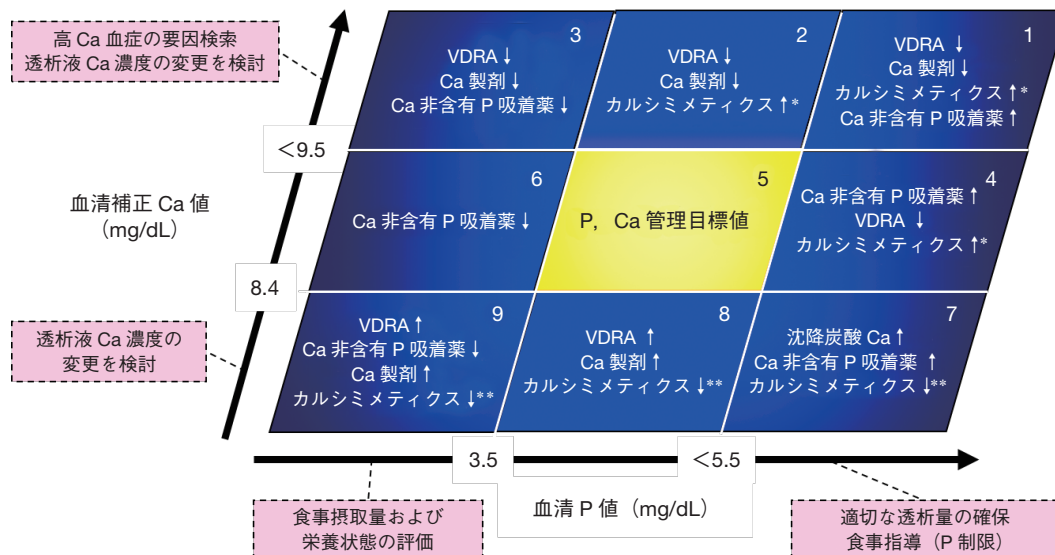 高 Ca 血症の要因検索
透析液 Ca 濃度の変更を検討
3
VDRA ↓
Ca 製剤 ↓
Ca 非含有 P 吸着薬 ↓
2
VDRA ↓
Ca 製剤 ↓
カルシミメティクス ↑*
1
VDRA ↓
Ca 製剤 ↓
カルシミメティクス ↑*
Ca 非含有 P 吸着薬 ↑
<9.5
血清補正 Ca 値
(mg/dL)
6
Ca 非含有 P 吸着薬 ↓
5
P, Ca 管理目標値
4
Ca 非含有 P 吸着薬 ↑
VDRA ↓
カルシミメティクス ↑*
8.4
透析液 Ca 濃度の
変更を検討
9
VDRA ↑
Ca 非含有 P 吸着薬 ↓
Ca 製剤 ↑
カルシミメティクス ↓**
8
VDRA ↑
Ca 製剤 ↑
カルシミメティクス ↓**
7
沈降炭酸 Ca ↑
Ca 非含有 P 吸着薬 ↑
カルシミメティクス ↓**
3.5
<5.5
血清 P 値(mg/dL)
食事摂取量および
栄養状態の評価
適切な透析量の確保
食事指導(P 制限)